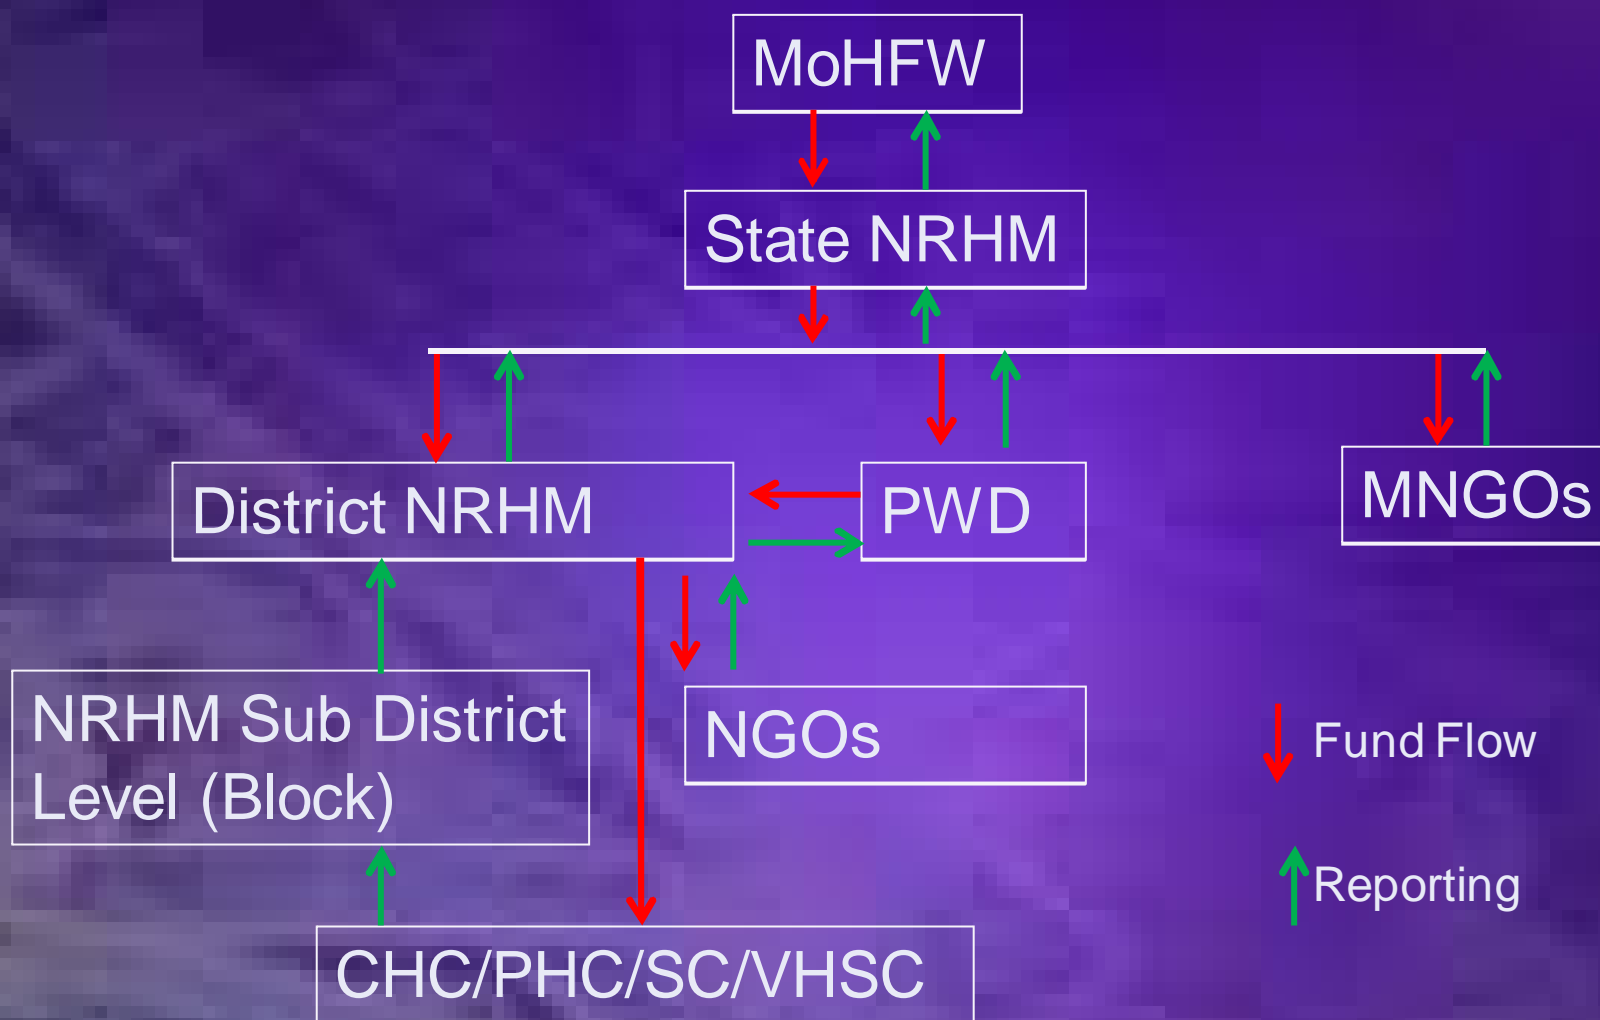 MoHFW
State NRHM
District NRHM
PWD
MNGOs
NRHM Sub District
Level (Block)
NGOs
Fund Flow
Reporting
CHC/PHC/SC/VHSC